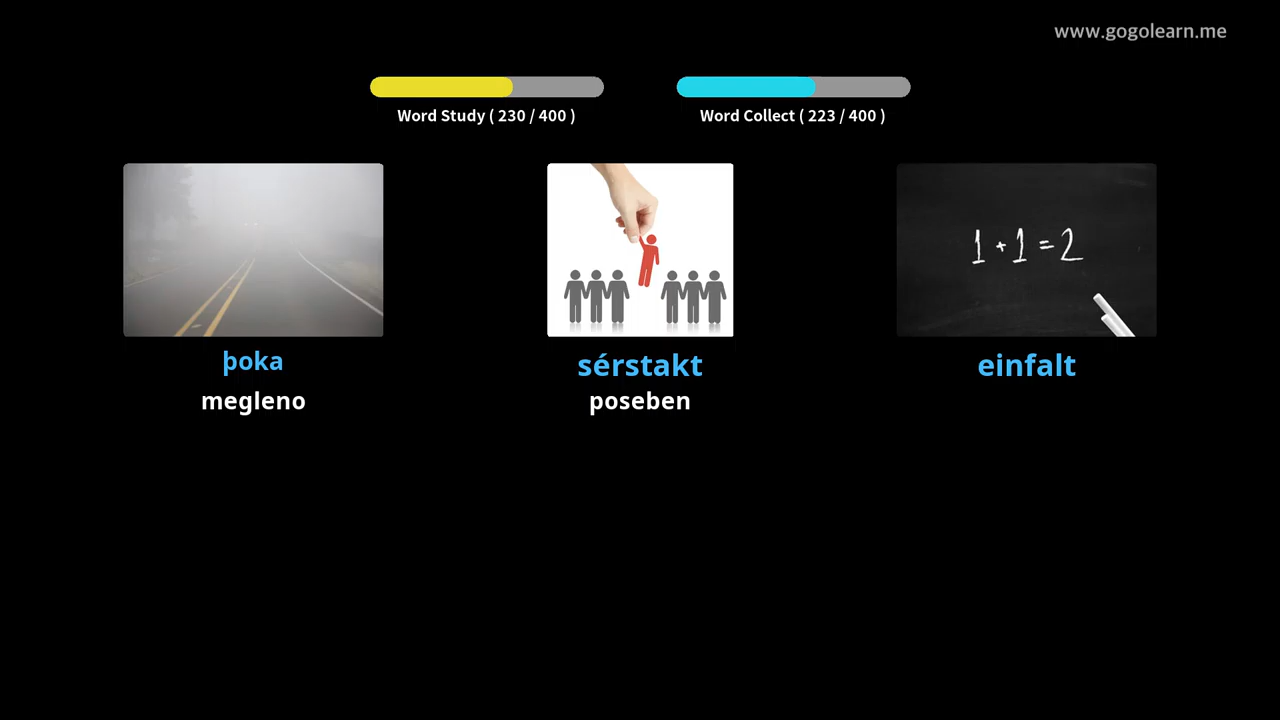 www.gogolearn.me
Word Study ( 230 / 400 )
Word Collect ( 223 / 400 )
1 + 1 = 2
þoka
sérstakt
einfalt
megleno
poseben